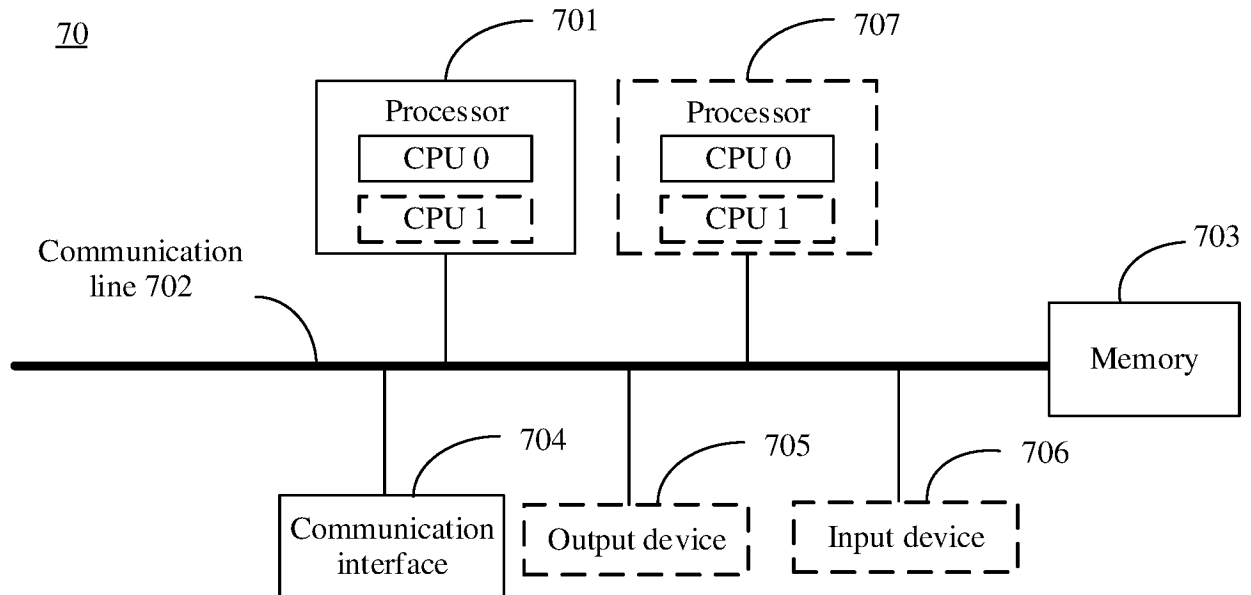 70
701
707
Processor
CPU 0
CPU 1
Processor
CPU 0
CPU 1
Communication
line 702
703
Memory
704
705
706
Communication
interface
Output device
Input device